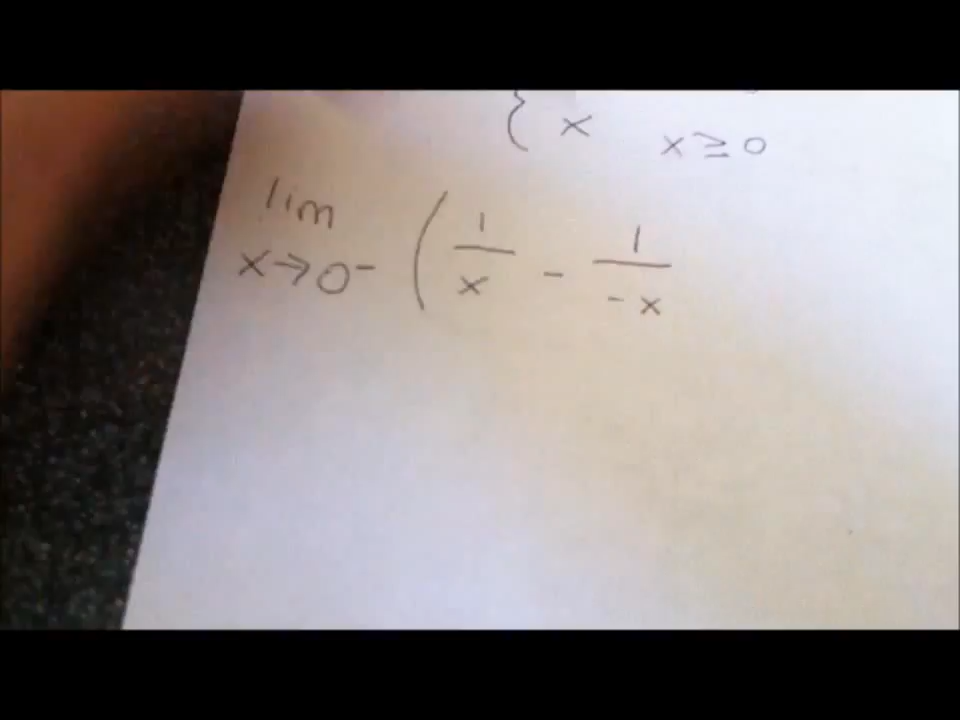 { x x ≥ 0
lim x→0⁻ ( 1/x - 1/-x